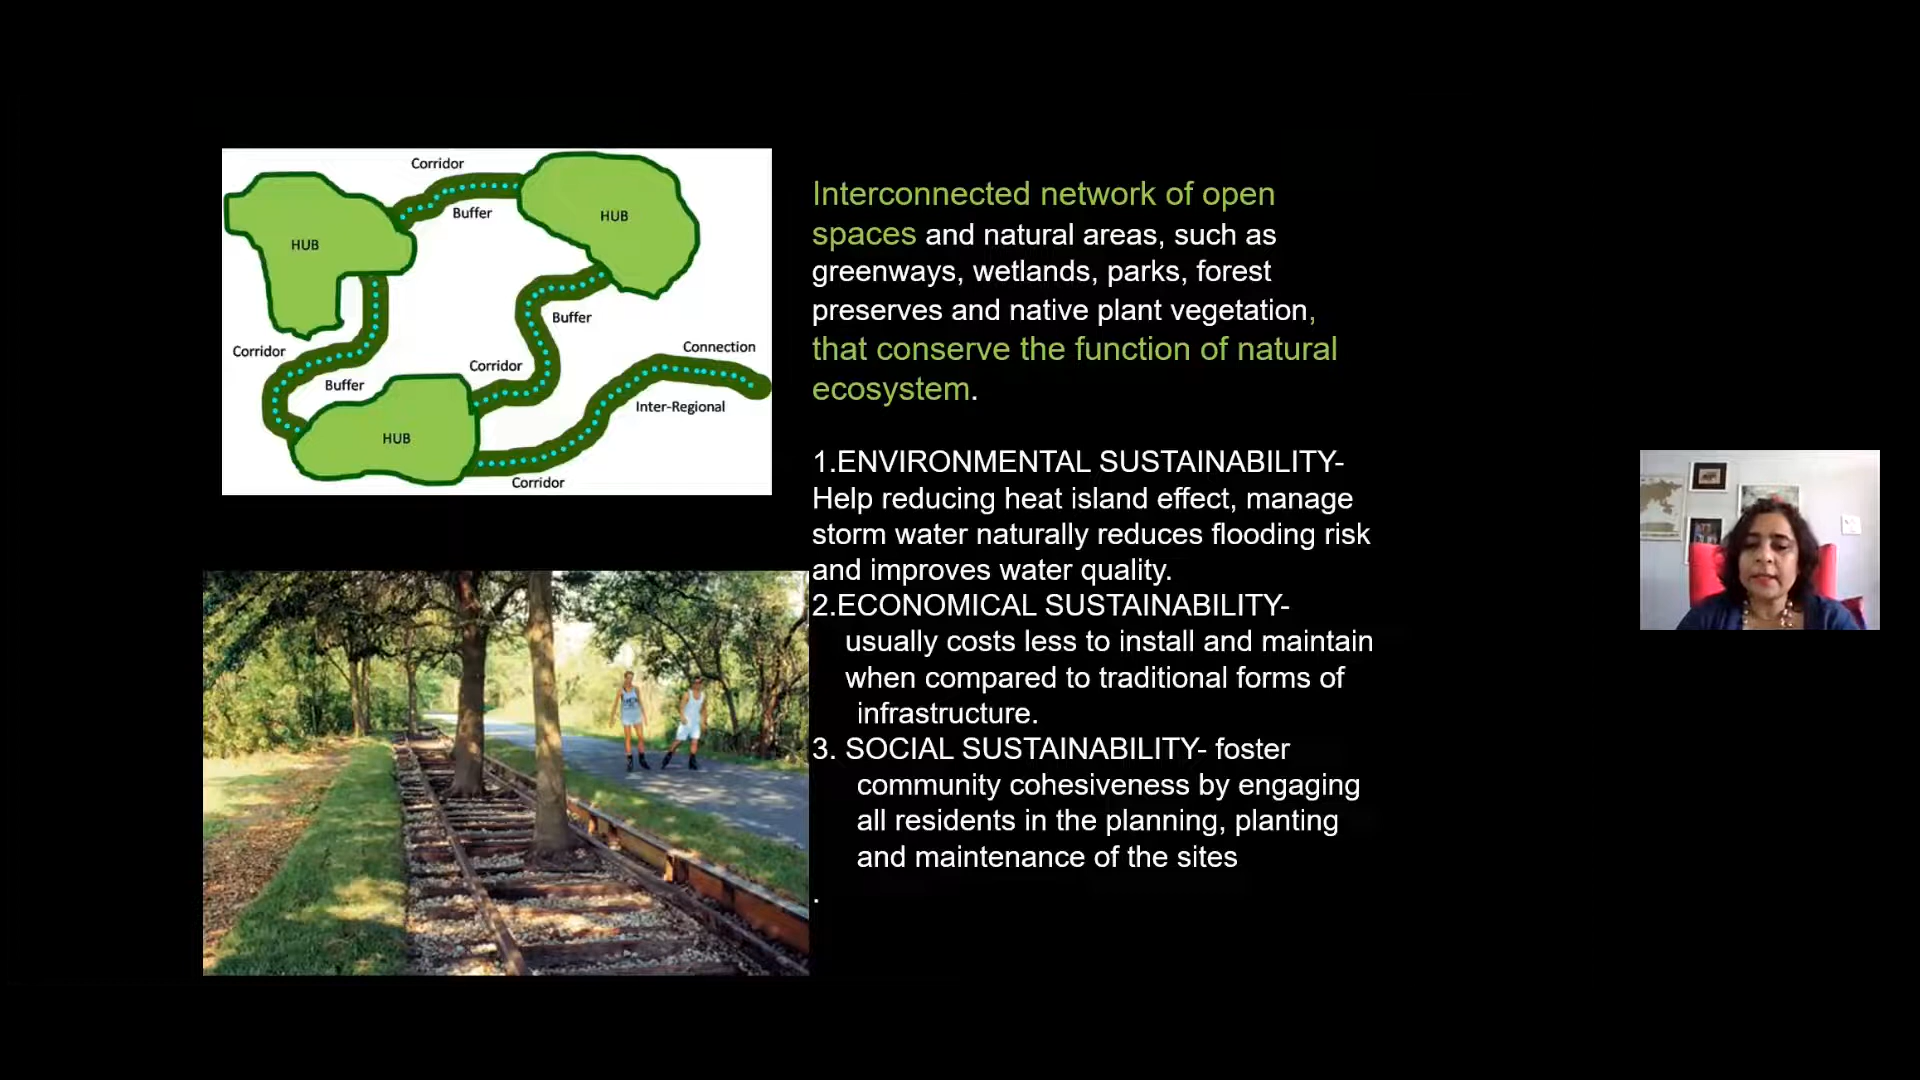 Corridor
Buffer
HUB
HUB
Buffer
Corridor
Connection
Corridor
Buffer
Inter-Regional
HUB
Corridor
Interconnected network of open
spaces and natural areas, such as
greenways, wetlands, parks, forest
preserves and native plant vegetation,
that conserve the function of natural
ecosystem.
1.ENVIRONMENTAL SUSTAINABILITY-
Help reducing heat island effect, manage
storm water naturally reduces flooding risk
and improves water quality.
2.ECONOMICAL SUSTAINABILITY-
usually costs less to install and maintain
when compared to traditional forms of
infrastructure.
3. SOCIAL SUSTAINABILITY- foster
community cohesiveness by engaging
all residents in the planning, planting
and maintenance of the sites
.